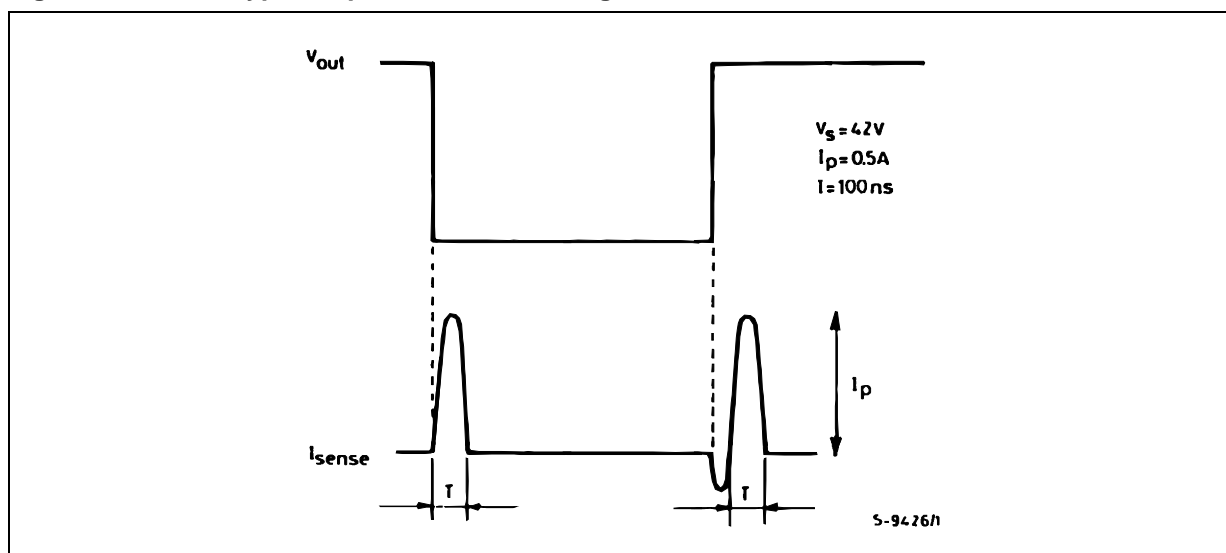 Vout
Vs=42V
Ip=0.5A
T=100ns
Ip
Isense
T
T
S-9426/1